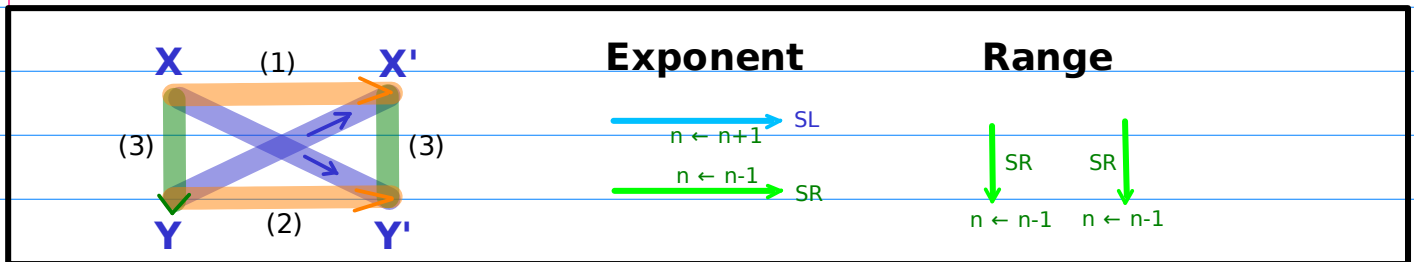 X (1) X' Exponent Range
SL
n ← n+1
(3) (3) SR SR
n ← n-1
SR
(2) n ← n-1 n ← n-1
Y Y'